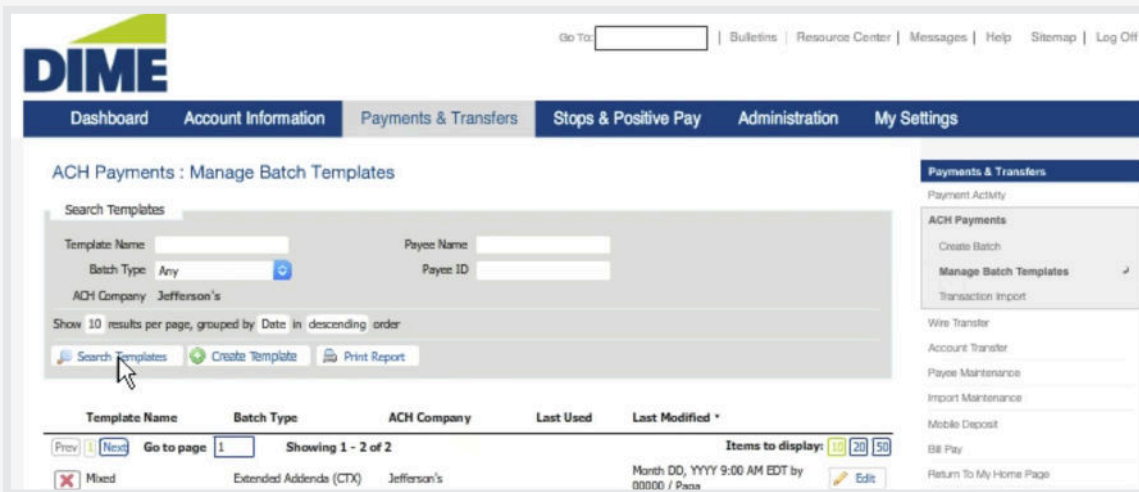 DIME
Go To: | Bulletins | Resource Center | Messages | Help Sitemap | Log Off
Dashboard Account Information Payments & Transfers Stops & Positive Pay Administration My Settings
ACH Payments : Manage Batch Templates
Search Templates
Template Name Payee Name
Batch Type Any Payee ID
ACH Company Jefferson's
Show 10 results per page, grouped by Date in descending order
Search Templates Create Template Print Report
Template Name Batch Type ACH Company Last Used Last Modified
Prev 1 Next Go to page 1 Showing 1 - 2 of 2 Items to display: 10 20 50
Mixed Extended Addenda (CTX) Jefferson's Month DD, YYYY 9:00 AM EDT by Edit
00000 / Papa
Payments & Transfers
Payment Activity
ACH Payments
Create Batch
Manage Batch Templates
Transaction Import
Wire Transfer
Account Transfer
Payee Maintenance
Import Maintenance
Mobile Deposit
Bill Pay
Return To My Home Page